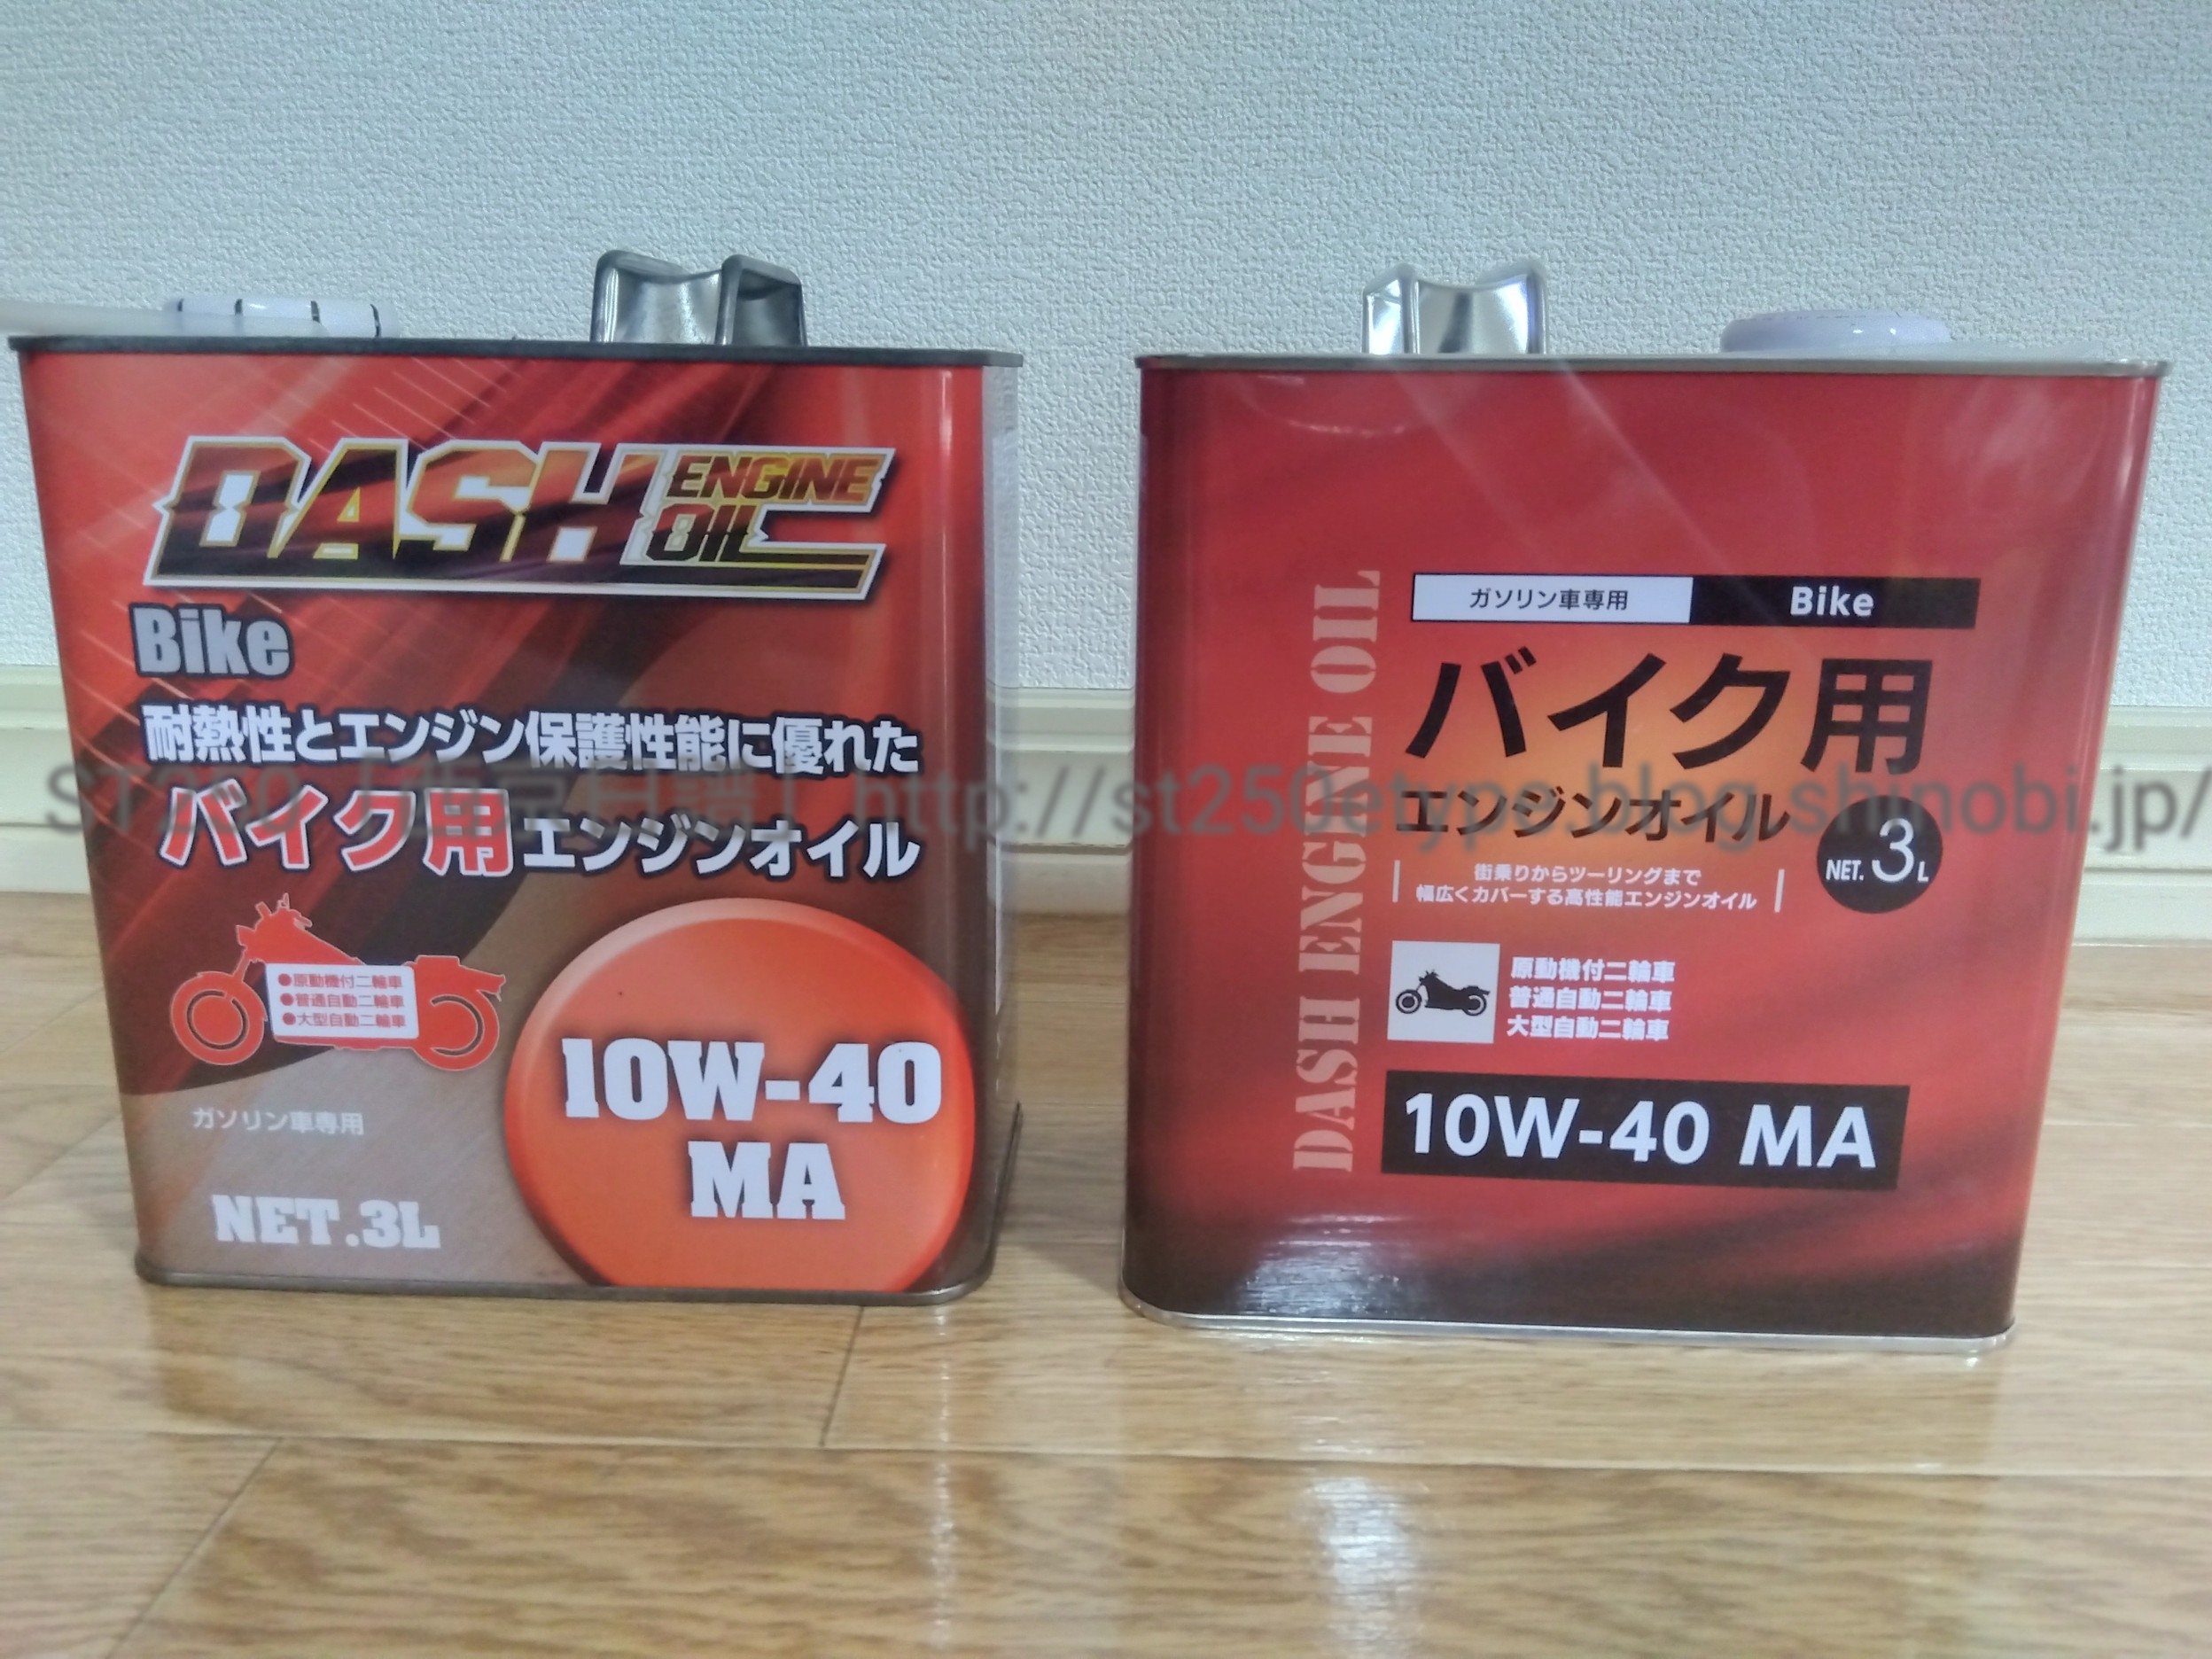 DASH ENGINE OIL
Bike
耐熱性とエンジン保護性能に優れた
バイク用エンジンオイル
●原動機付二輪車
●普通自動二輪車
●大型自動二輪車
10W-40
MA
ガソリン車専用
NET.3L
DASH ENGINE OIL
ガソリン車専用 Bike
バイク用
エンジンオイル
NET. 3L
街乗りからツーリングまで
幅広くカバーする高性能エンジンオイル
原動機付二輪車
普通自動二輪車
大型自動二輪車
10W-40 MA
ST250 http://st250etype.blog.shinobi.jp/